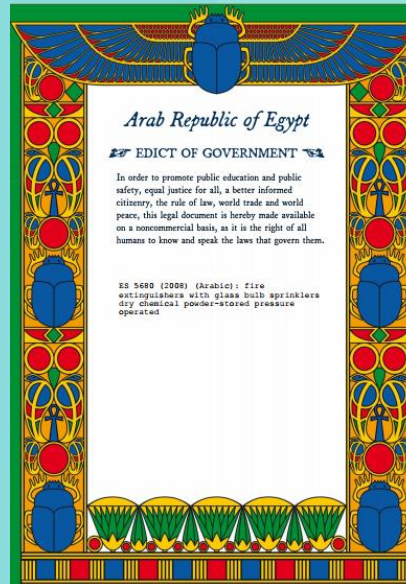 Arab Republic of Egypt
EDICT OF GOVERNMENT
In order to promote public education and public
safety, equal justice for all, a better informed
citizenry, the rule of law, world trade and world
peace, this legal document is hereby made available
on a noncommercial basis, as it is the right of all
humans to know and speak the laws that govern them.
ES 5680 (2008) (Arabic): fire
extinguishers with glass bulb sprinklers
dry chemical powder-stored pressure
operated